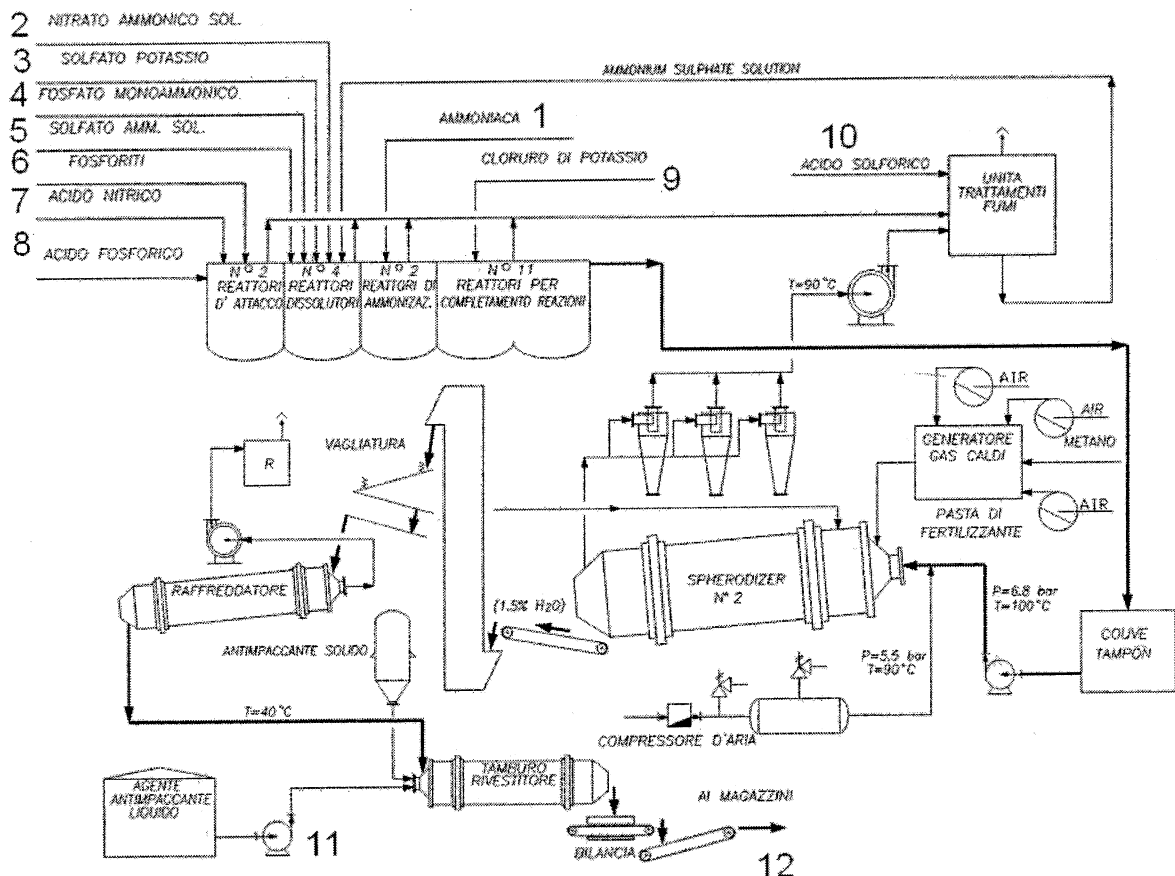 2 NITRATO AMMONICO SOL.
3 SOLFATO POTASSIO
AMMONIUM SULPHATE SOLUTION
4 FOSFATO MONOAMMONICO
5 SOLFATO AMM. SOL.
AMMONIACA 1
10
6 FOSFORITI
CLORURO DI POTASSIO
ACIDO SOLFORICO
9
7 ACIDO NITRICO
UNITA
TRATTAMENTI
FUMI
8 ACIDO FOSFORICO
N° 2
REATTORI
D'ATTACCO
N° 4
REATTORI
DISSOLUTORI
N° 2
REATTORI DI
AMMONIZAZ.
N° 11
REATTORI PER
COMPLETAMENTO REAZIONI
T=90°C
AIR
AIR
METANO
VAGLIATURA
GENERATORE
GAS CALDI
R
AIR
PASTA DI
FERTILIZZANTE
RAFFREDDATORE
SPHERODIZER
N° 2
(1.5% H2O)
P=6.8 bar
T=100°C
ANTIMPACCANTE SOLIDO
COUVE
TAMPON
P=5.5 bar
T=90°C
T=40°C
COMPRESSORE D'ARIA
TAMBURO
RIVESTITORE
AGENTE
ANTIMPACCANTE
LIQUIDO
AI MAGAZZINI
11
BILANCIA
12